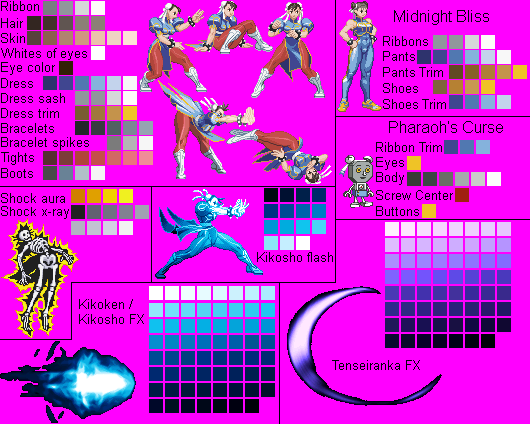 Ribbon
Hair
Skin
Whites of eyes
Eye color
Dress
Dress sash
Dress trim
Bracelets
Bracelet spikes
Tights
Boots
Midnight Bliss
Ribbons
Pants
Pants Trim
Shoes
Shoes Trim
Pharaoh's Curse
Ribbon Trim
Eyes
Body
Screw Center
Buttons
Shock aura
Shock x-ray
Kikosho flash
Kikoken /
Kikosho FX
Tenseiranka FX